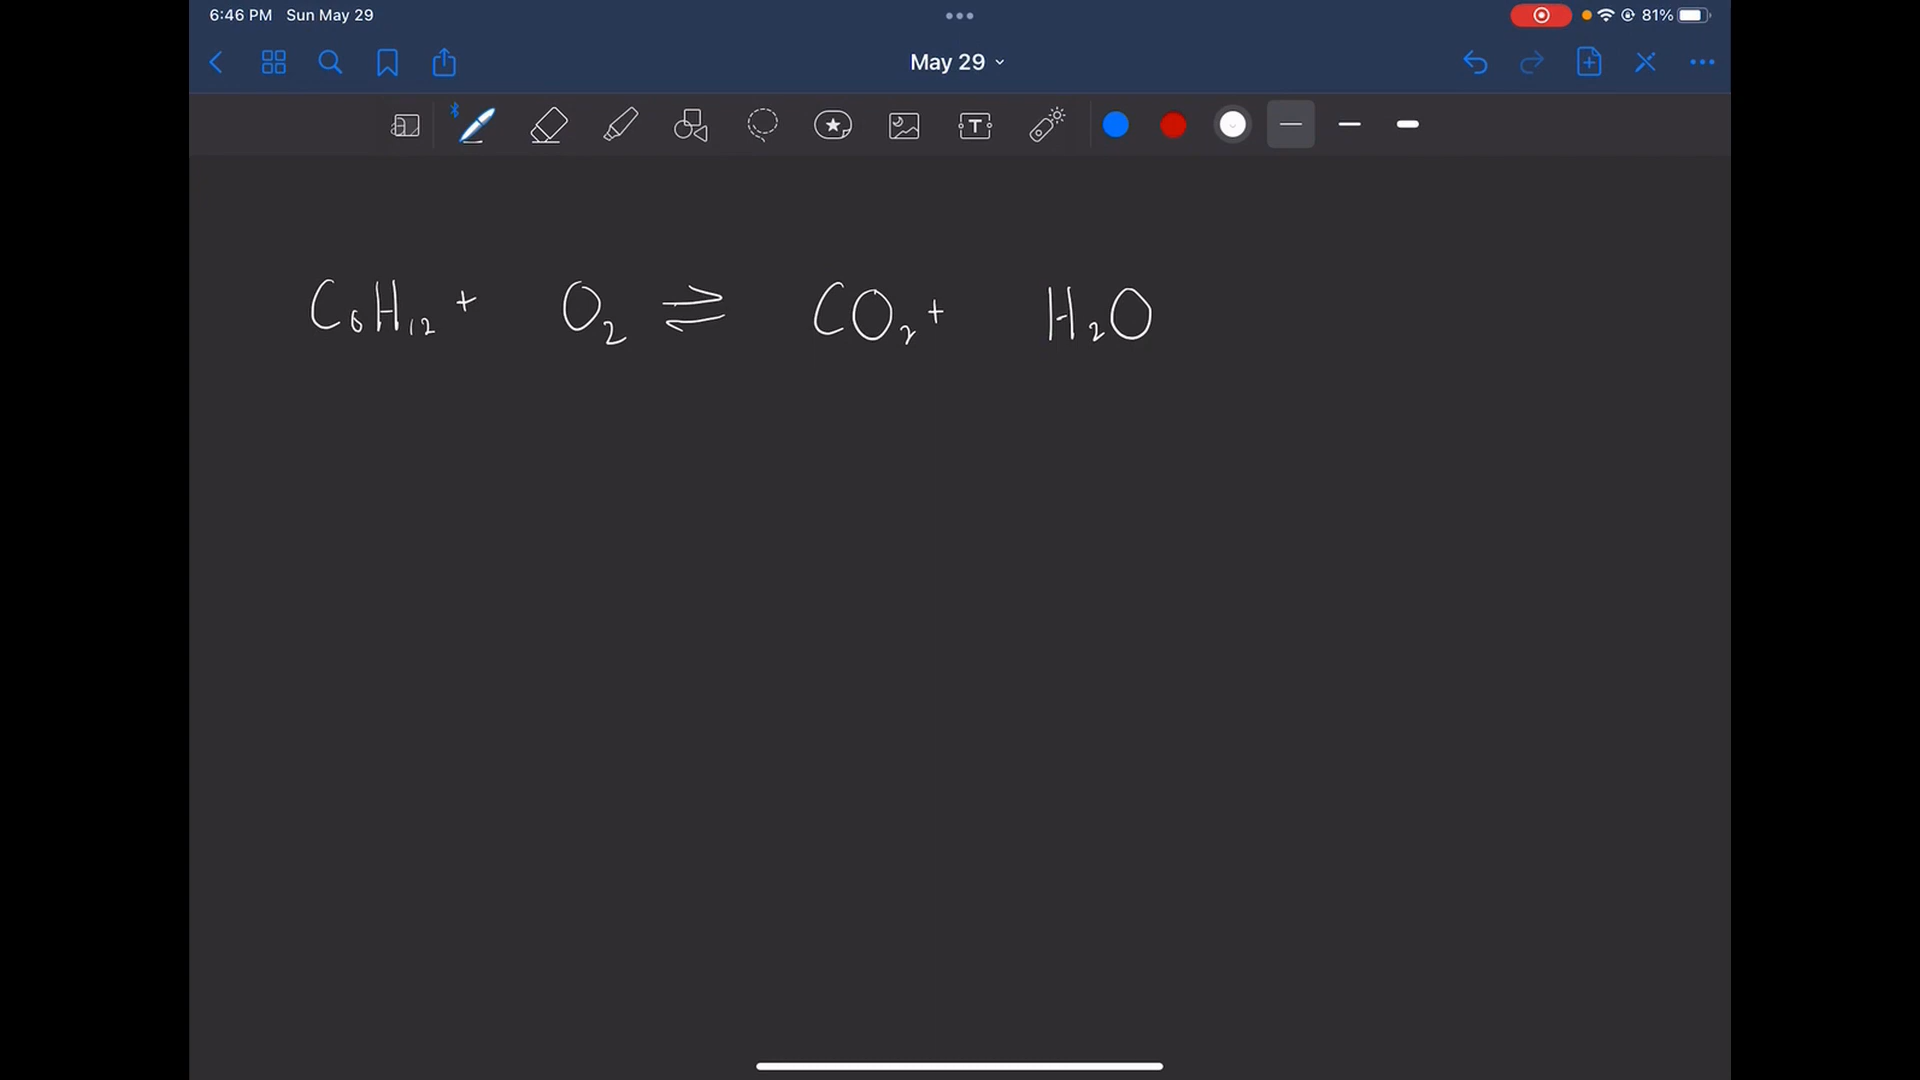 6:46 PM Sun May 29
81%
May 29
T
C₆H₁₂ + O₂ ⇌ CO₂ + H₂O